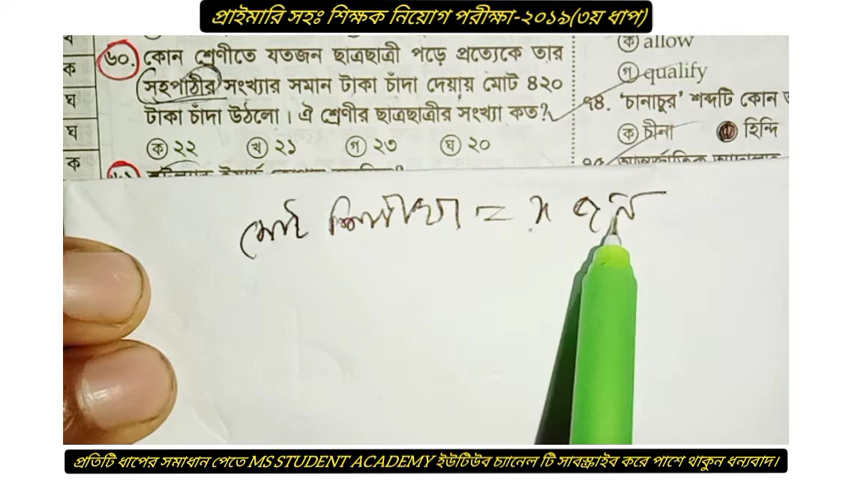 প্রাইমারি সহঃ শিক্ষক নিয়োগ পরীক্ষা-২০১৯(৩য় ধাপ)
ক
ঘ
ঘ
ক
৬০. কোন শ্রেণীতে যতজন ছাত্রছাত্রী পড়ে প্রত্যেকে তার
সহপাঠীর সংখ্যার সমান টাকা চাঁদা দেয়ায় মোট ৪২০
টাকা চাঁদা উঠলো। ঐ শ্রেণীর ছাত্রছাত্রীর সংখ্যা কত?
ক ২২ খ ২১ গ ২৩ ঘ ২০
ক allow
গ qualify
৭৪. ‘চানাচুর’ শব্দটি কোন
ক চীনা হিন্দি
মোট শিক্ষার্থী = x জন
প্রতিটি ধাপের সমাধান পেতে MS STUDENT ACADEMY ইউটিউব চ্যানেল টি সাবস্ক্রাইব করে পাশে থাকুন ধন্যবাদ।